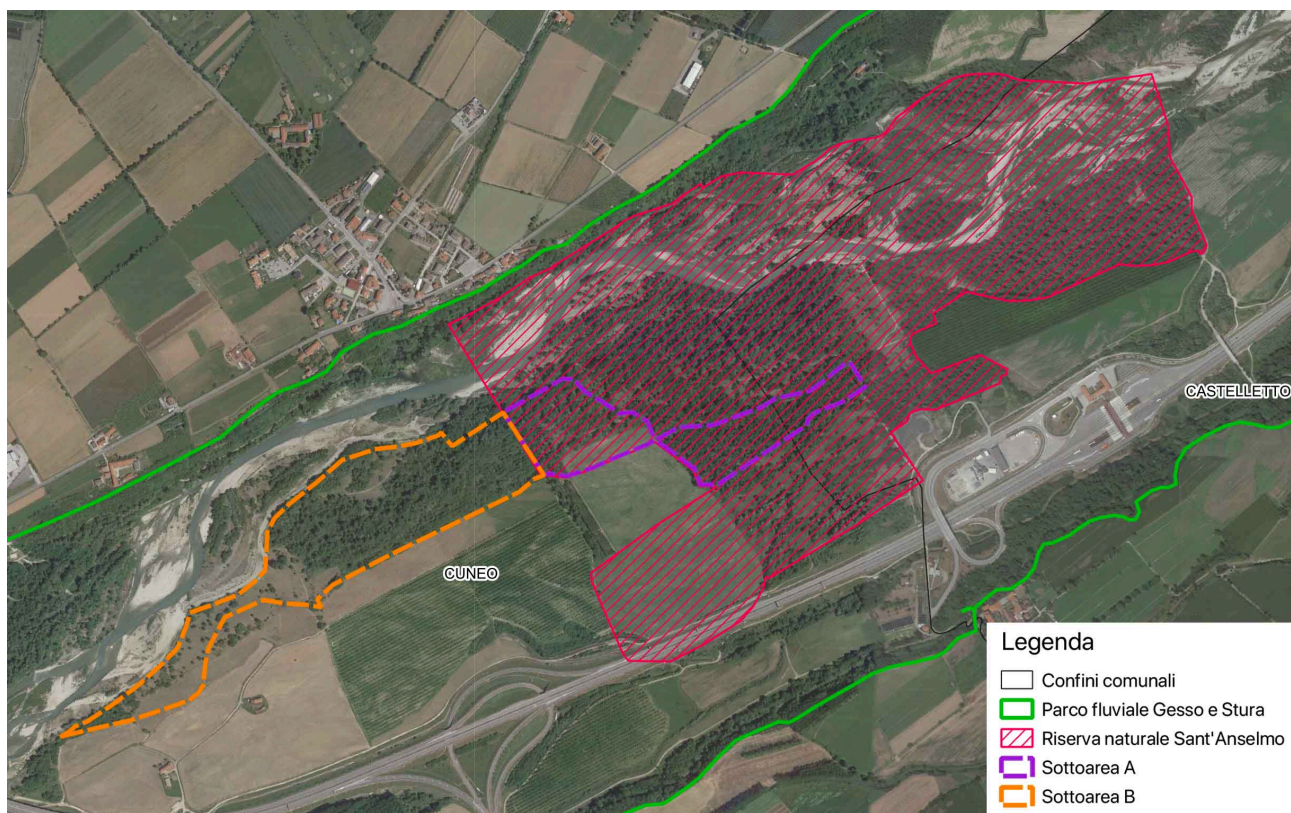 CASTELLETTO
CUNEO
Legenda
Confini comunali
Parco fluviale Gesso e Stura
Riserva naturale Sant'Anselmo
Sottoarea A
Sottoarea B